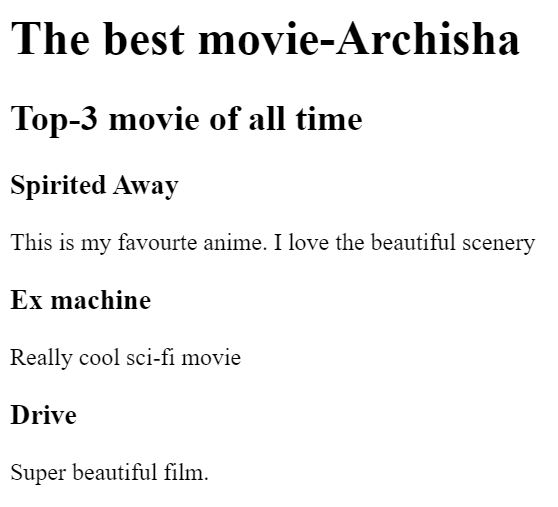 The best movie-Archisha
Top-3 movie of all time
Spirited Away
This is my favourte anime. I love the beautiful scenery
Ex machine
Really cool sci-fi movie
Drive
Super beautiful film.